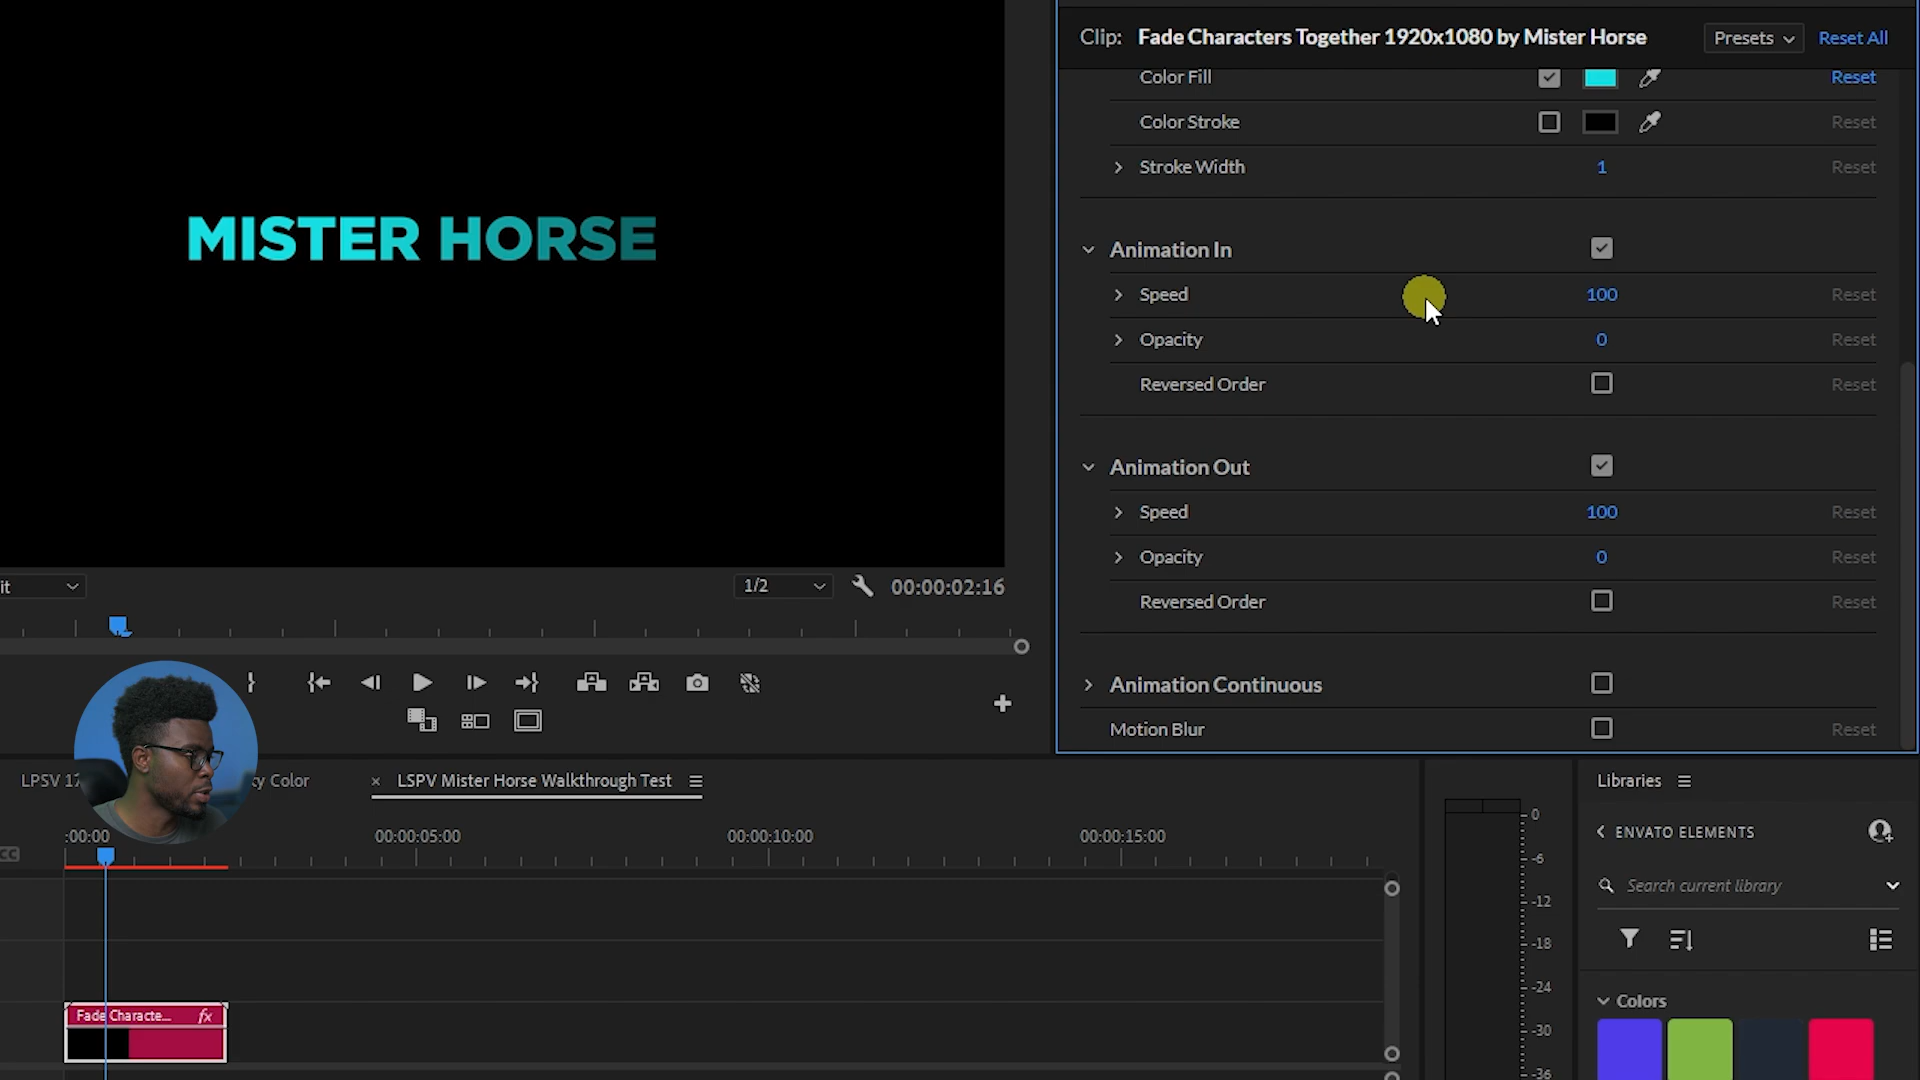 Clip: Fade Characters Together 1920x1080 by Mister Horse Presets Reset All
Color Fill Reset
Color Stroke Reset
Stroke Width 1 Reset
Animation In
Speed 100 Reset
Opacity 0 Reset
Reversed Order Reset
Animation Out
Speed 100 Reset
Opacity 0 Reset
Reversed Order Reset
Animation Continuous
Motion Blur Reset
MISTER HORSE
it 1/2 00:00:02:16
LPSV 17 ty Color × LSPV Mister Horse Walkthrough Test
:00:00 00:00:05:00 00:00:10:00 00:00:15:00
CC
Fade Characte... fx
0
-6
-12
-18
-24
-30
-36
Libraries
ENVATO ELEMENTS
Search current library
Colors